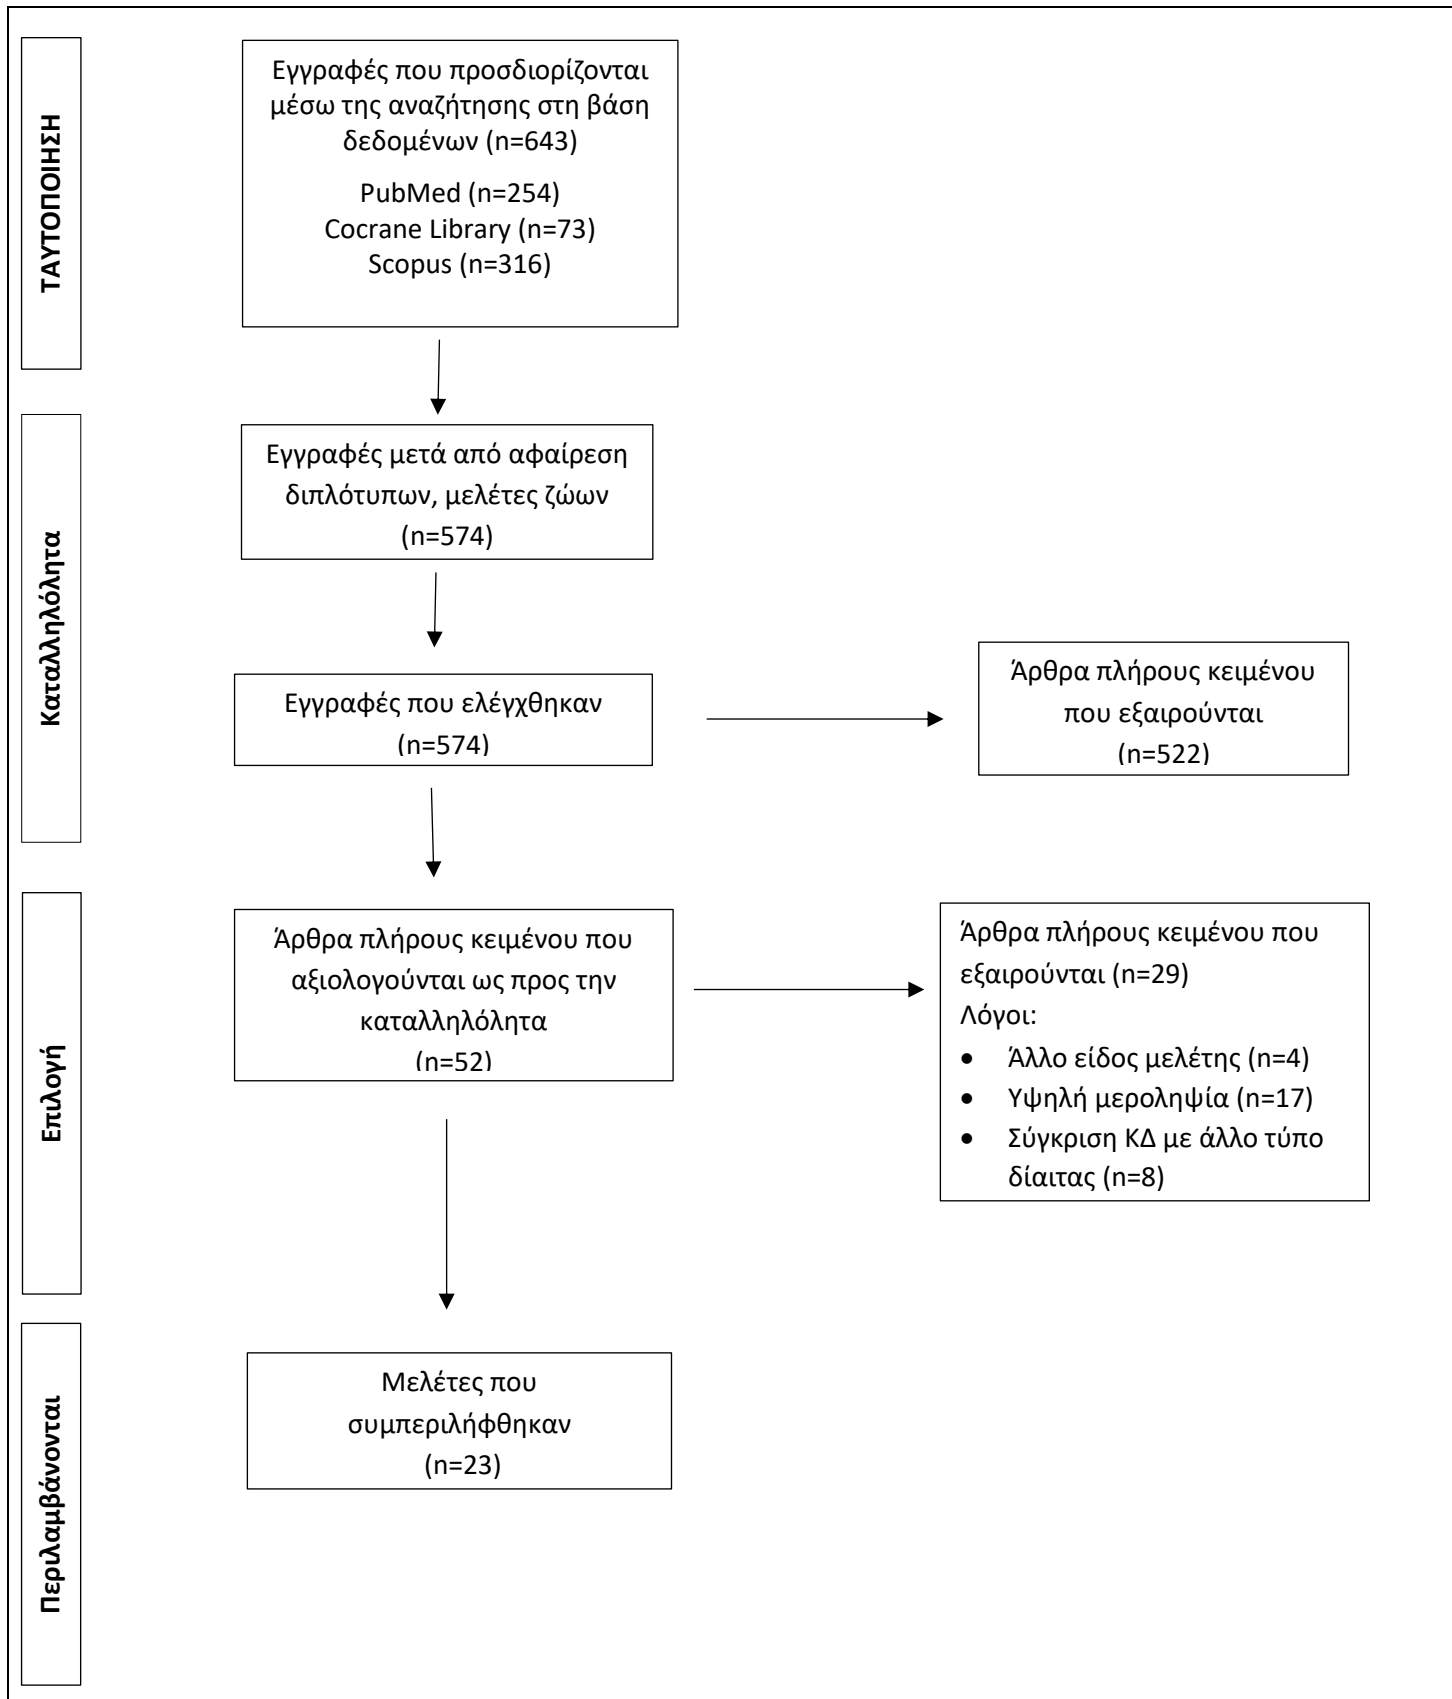 ΤΑΥΤΟΠΟΙΗΣΗ
Εγγραφές που προσδιορίζονται
μέσω της αναζήτησης στη βάση
δεδομένων (n=643)
PubMed (n=254)
Cocrane Library (n=73)
Scopus (n=316)
Καταλληλόλητα
Εγγραφές μετά από αφαίρεση
διπλότυπων, μελέτες ζώων
(n=574)
Εγγραφές που ελέγχθηκαν
(n=574)
Άρθρα πλήρους κειμένου
που εξαιρούνται
(n=522)
Επιλογή
Άρθρα πλήρους κειμένου που
αξιολογούνται ως προς την
καταλληλόλητα
(n=52)
Άρθρα πλήρους κειμένου που
εξαιρούνται (n=29)
Λόγοι:
• Άλλο είδος μελέτης (n=4)
• Υψηλή μεροληψία (n=17)
• Σύγκριση ΚΔ με άλλο τύπο
δίαιτας (n=8)
Περιλαμβάνονται
Μελέτες που
συμπεριλήφθηκαν
(n=23)